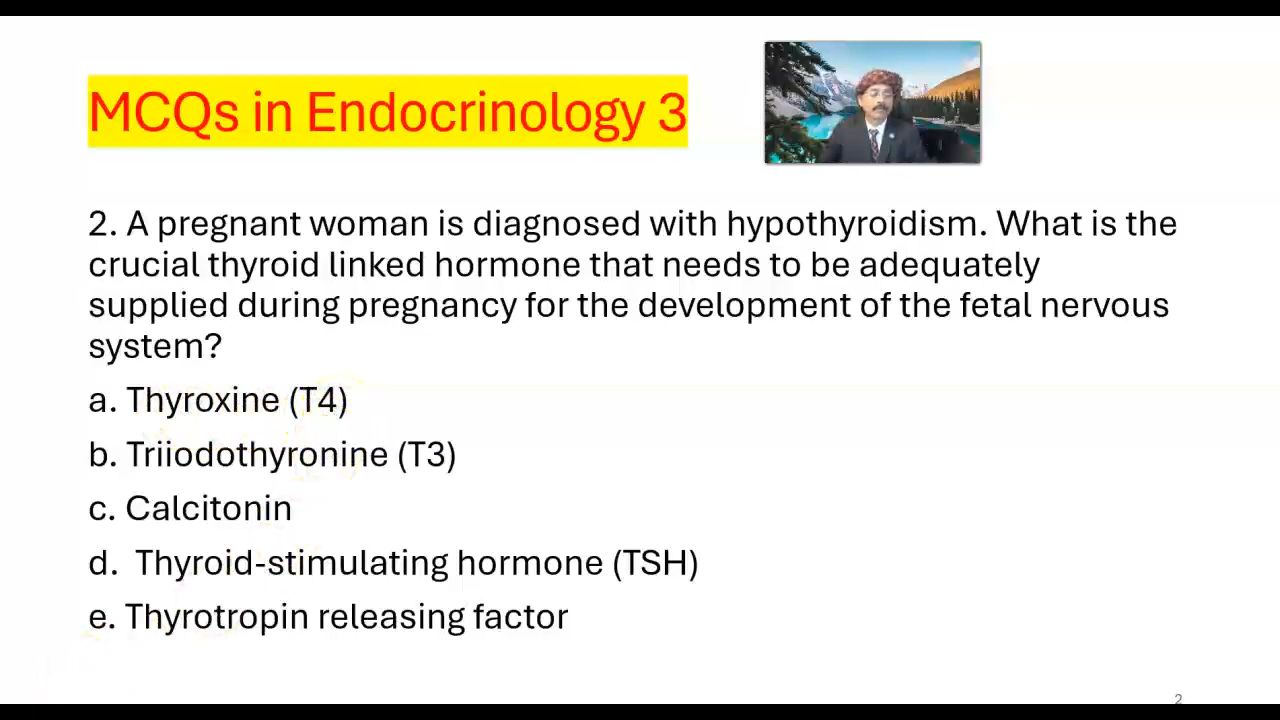 MCQs in Endocrinology 3
2. A pregnant woman is diagnosed with hypothyroidism. What is the
crucial thyroid linked hormone that needs to be adequately
supplied during pregnancy for the development of the fetal nervous
system?
a. Thyroxine (T4)
b. Triiodothyronine (T3)
c. Calcitonin
d. Thyroid-stimulating hormone (TSH)
e. Thyrotropin releasing factor
2